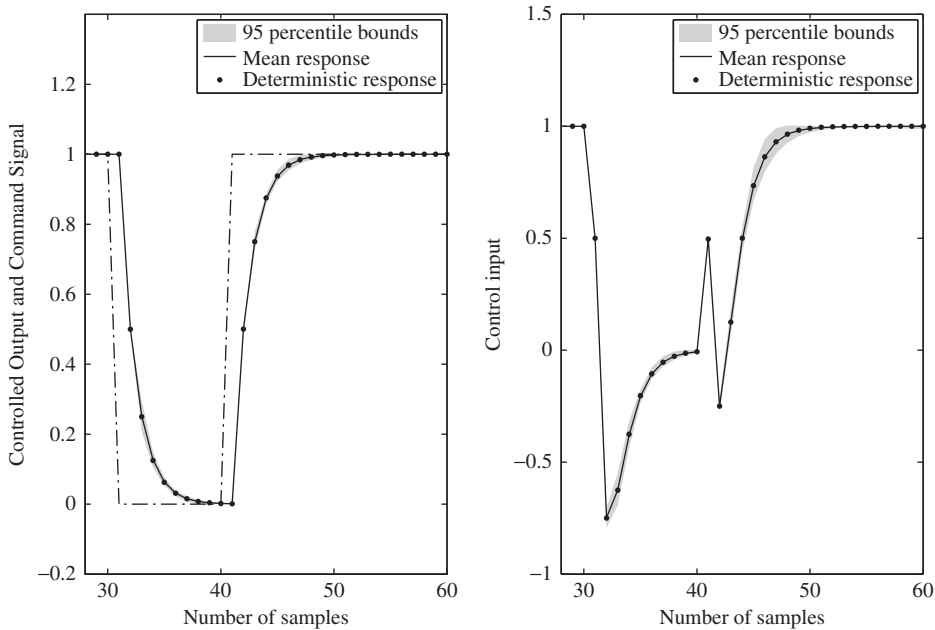 95 percentile bounds
Mean response
Deterministic response
1.2
1
0.8
0.6
0.4
0.2
0
−0.2
30
40
50
60
Controlled Output and Command Signal
Number of samples
95 percentile bounds
Mean response
Deterministic response
1.5
1
0.5
0
−0.5
−1
30
40
50
60
Control input
Number of samples